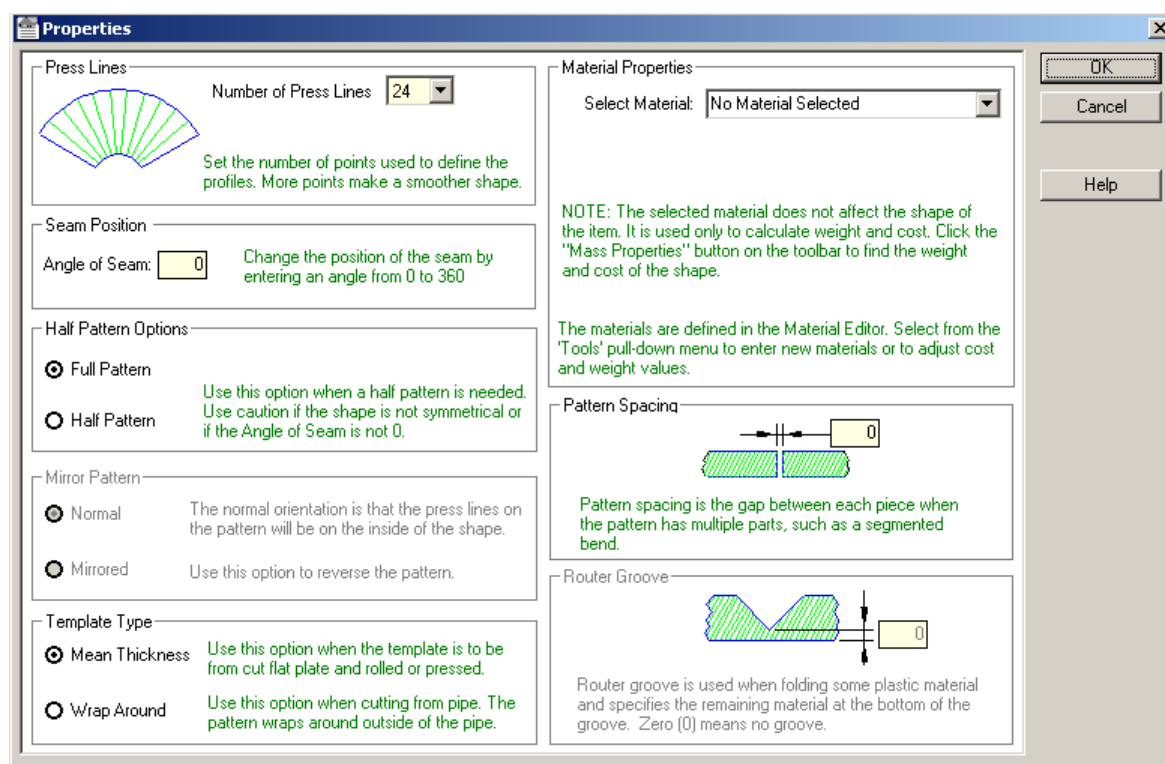 Properties
Press Lines
Number of Press Lines 24
Set the number of points used to define the
profiles. More points make a smoother shape.
Seam Position
Angle of Seam: 0
Change the position of the seam by
entering an angle from 0 to 360
Half Pattern Options
Full Pattern
Half Pattern
Use this option when a half pattern is needed.
Use caution if the shape is not symmetrical or
if the Angle of Seam is not 0.
Mirror Pattern
Normal
The normal orientation is that the press lines on
the pattern will be on the inside of the shape.
Mirrored
Use this option to reverse the pattern.
Template Type
Mean Thickness
Use this option when the template is to be
from cut flat plate and rolled or pressed.
Wrap Around
Use this option when cutting from pipe. The
pattern wraps around outside of the pipe.
Material Properties
Select Material: No Material Selected
NOTE: The selected material does not affect the shape of
the item. It is used only to calculate weight and cost. Click the
"Mass Properties" button on the toolbar to find the weight
and cost of the shape.
The materials are defined in the Material Editor. Select from the
'Tools' pull-down menu to enter new materials or to adjust cost
and weight values.
Pattern Spacing
0
Pattern spacing is the gap between each piece when
the pattern has multiple parts, such as a segmented
bend.
Router Groove
0
Router groove is used when folding some plastic material
and specifies the remaining material at the bottom of the
groove. Zero (0) means no groove.
OK
Cancel
Help